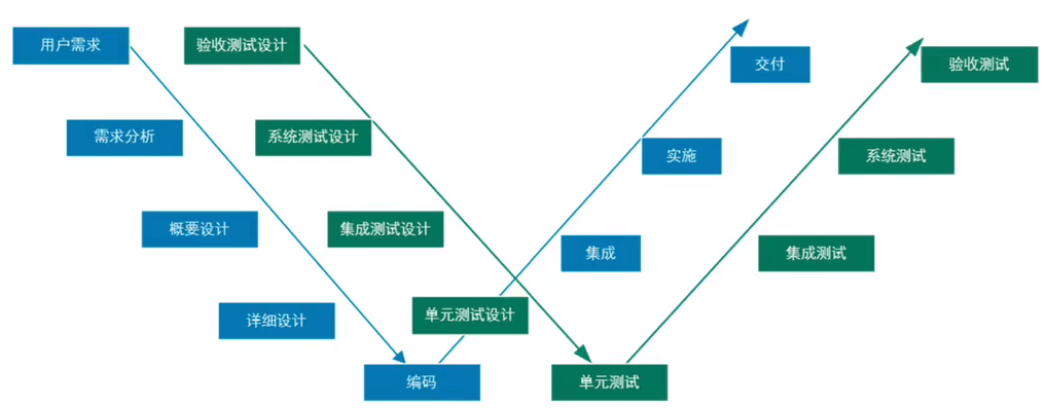 用户需求
验收测试设计
交付
验收测试
需求分析
系统测试设计
实施
系统测试
概要设计
集成测试设计
集成
集成测试
详细设计
单元测试设计
编码
单元测试